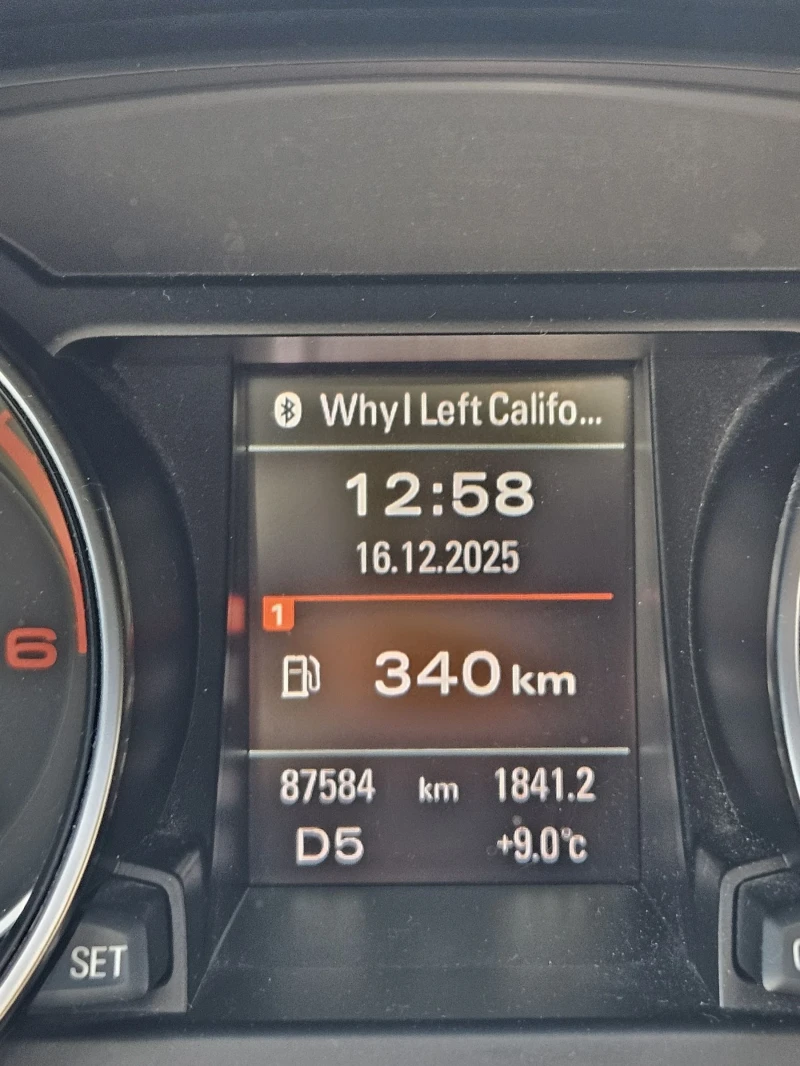 Why I Left Califo...
12:58
16.12.2025
1
340 km
87584 km 1841.2
D5 +9.0°C
6
SET